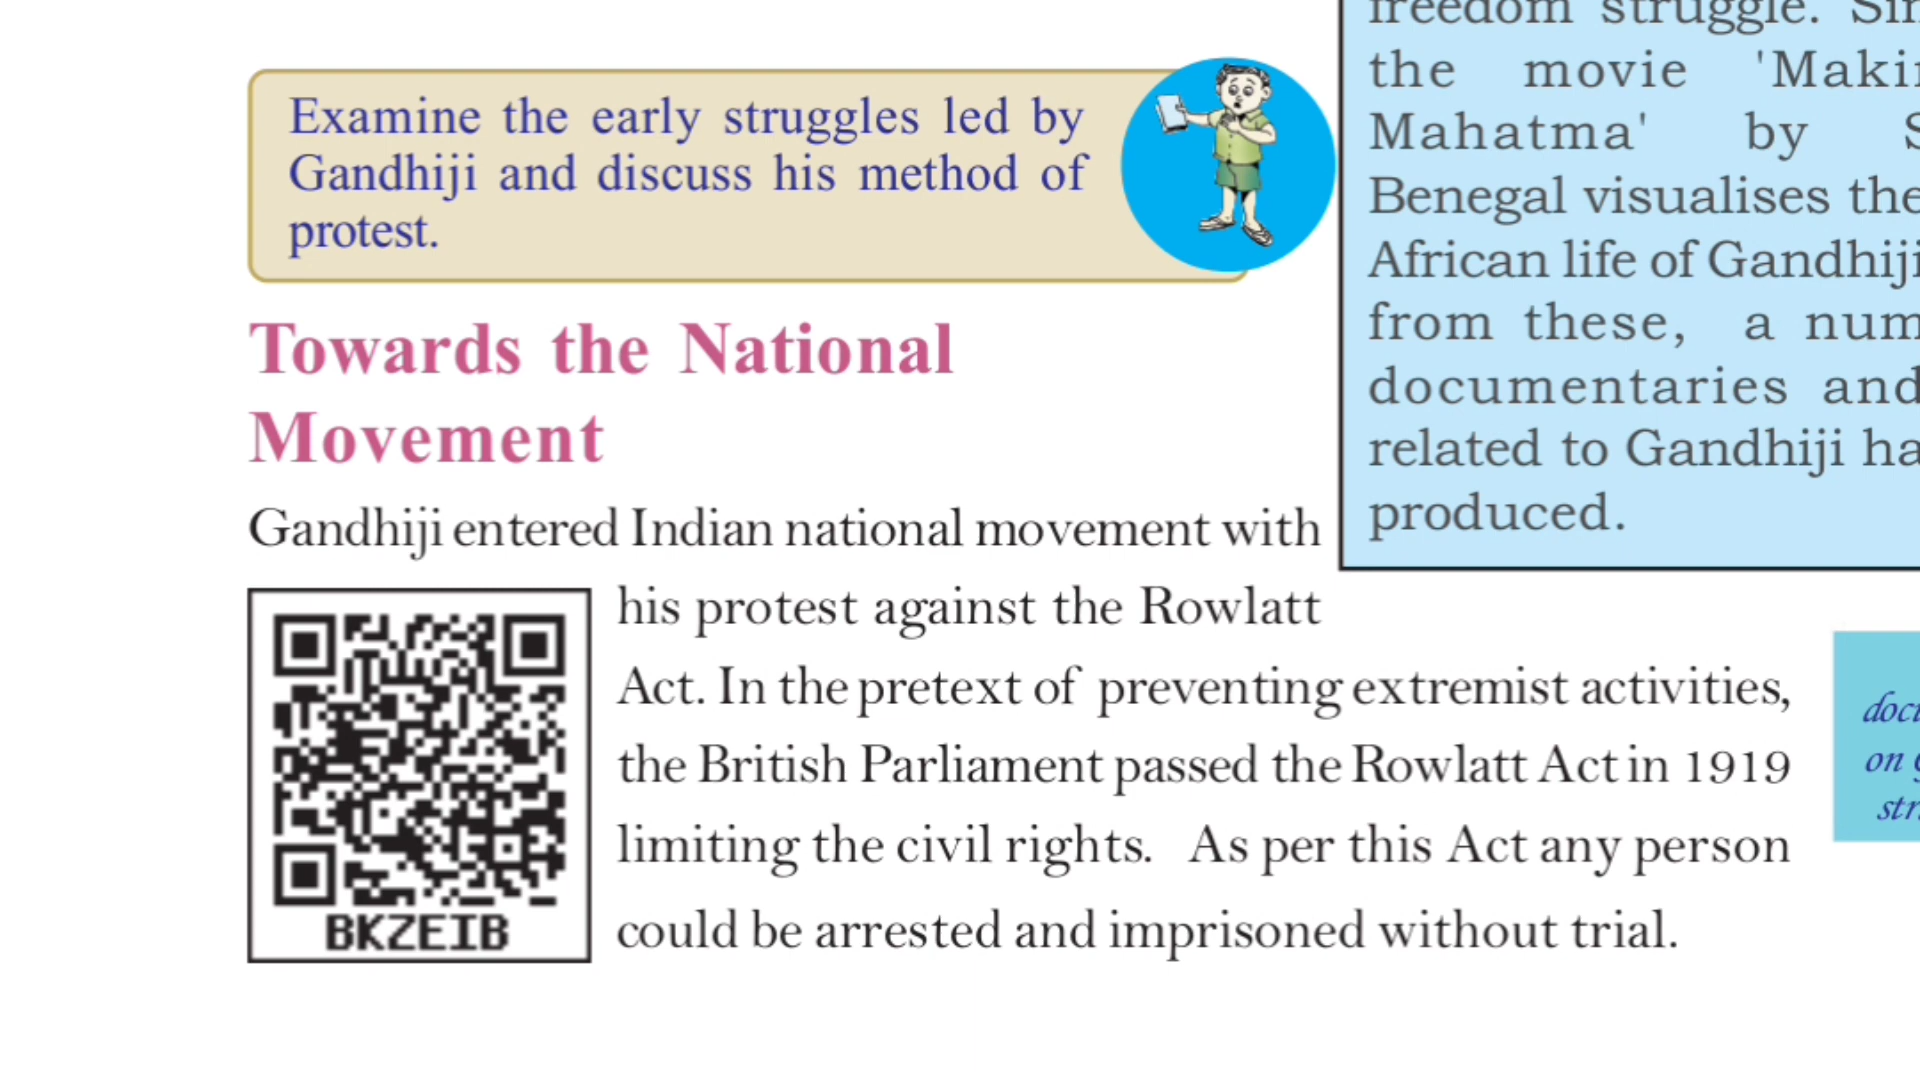 Examine the early struggles led by
Gandhiji and discuss his method of
protest.
Towards the National
Movement
Gandhiji entered Indian national movement with
his protest against the Rowlatt
Act. In the pretext of preventing extremist activities,
the British Parliament passed the Rowlatt Act in 1919
limiting the civil rights. As per this Act any person
could be arrested and imprisoned without trial.
BKZEIB
freedom struggle.
the movie
Mahatma' by
Benegal visualises the
African life of Gandhiji
from these, a
documentaries and
related to Gandhiji
produced.
on